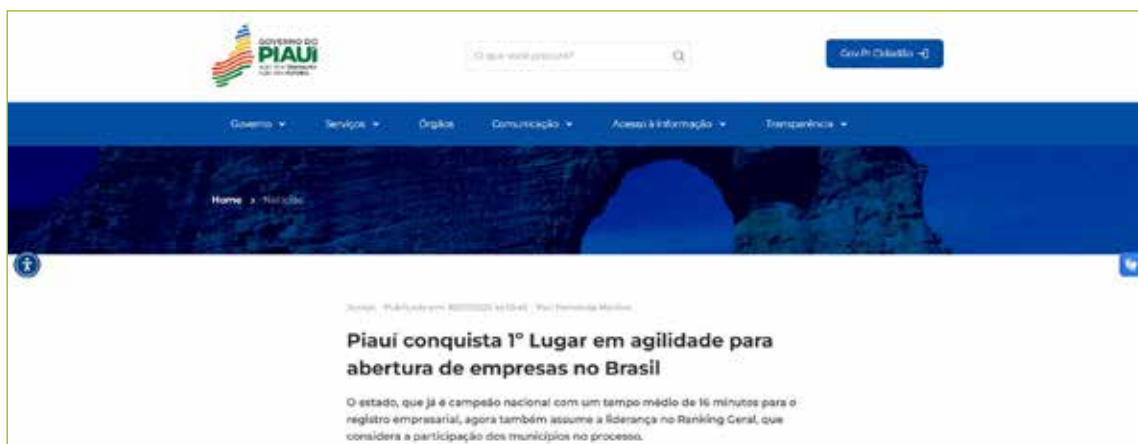 GOVERNO DO
PIAUÍ
O que você procura?
Gov.Pi Cidadão
Governo
Serviços
Órgãos
Comunicação
Acesso à Informação
Transparência
Home > Notícias
Piauí conquista 1º Lugar em agilidade para
abertura de empresas no Brasil
O estado, que já é campeão nacional com um tempo médio de 16 minutos para o
registro empresarial, agora também assume a liderança no Ranking Geral, que
considera a participação dos municípios no processo.